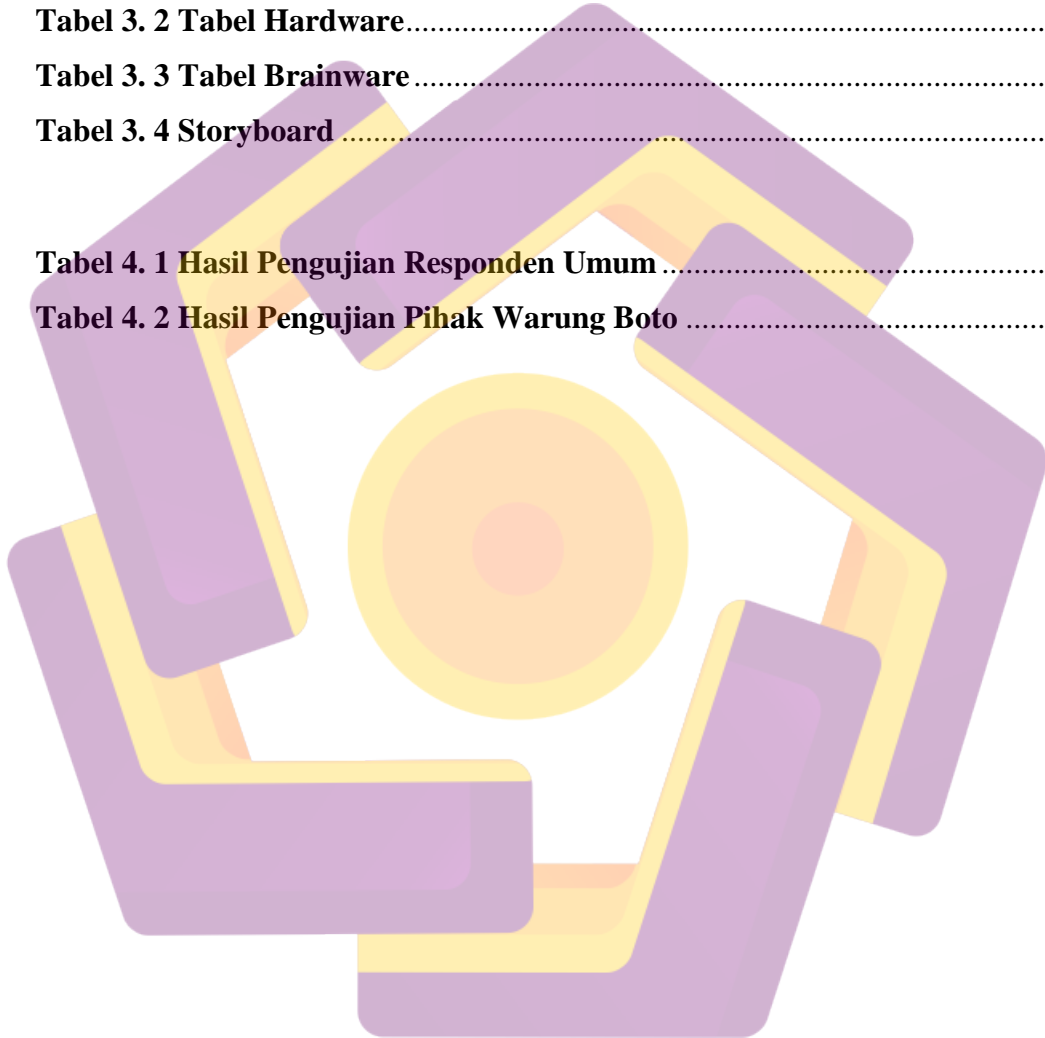 Tabel 3. 2 Tabel Hardware................................................................................
Tabel 3. 3 Tabel Brainware...............................................................................
Tabel 3. 4 Storyboard ........................................................................................
Tabel 4. 1 Hasil Pengujian Responden Umum................................................
Tabel 4. 2 Hasil Pengujian Pihak Warung Boto .............................................